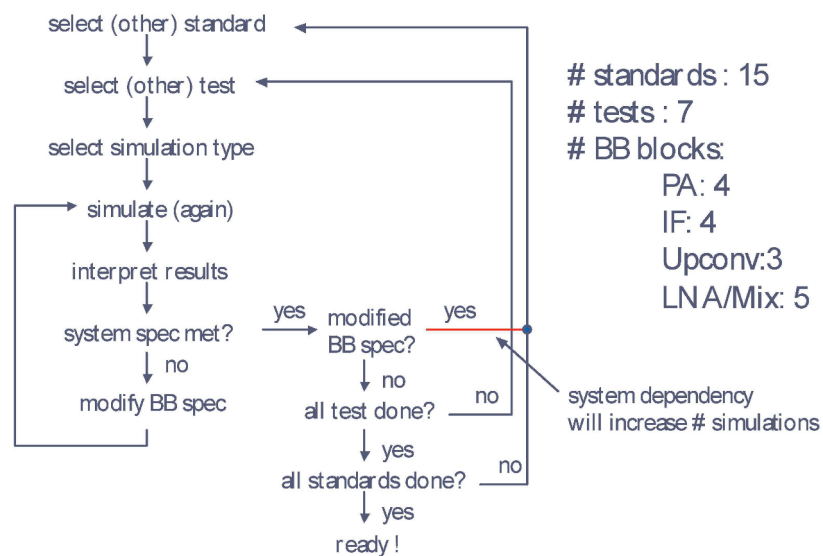 select (other) standard
select (other) test
select simulation type
simulate (again)
interpret results
system spec met?
yes
no
modify BB spec
modified
BB spec?
yes
no
all test done?
no
yes
all standards done?
no
yes
ready !
system dependency
will increase # simulations
# standards : 15
# tests : 7
# BB blocks:
PA: 4
IF: 4
Upconv:3
LNA/Mix: 5